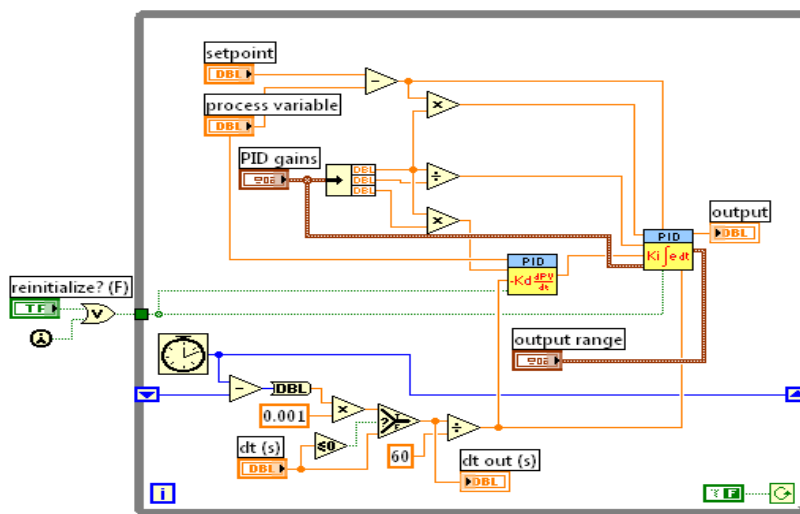 setpoint
DBL
process variable
DBL
PID gains
DBL
DBL
DBL
output
DBL
PID
Ki∫e dt
PID
-Kd dPV/dt
reinitialize? (F)
TF
output range
DBL
0.001
dt (s)
≤0
DBL
60
dt out (s)
DBL
? T F
i
F